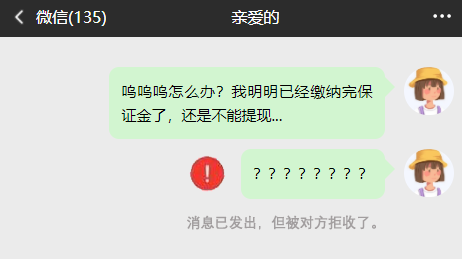 微信(135) 亲爱的 •••
呜呜呜怎么办？我明明已经缴纳完保
证金了，还是不能提现...
？？？？？？？？
消息已发出，但被对方拒收了。